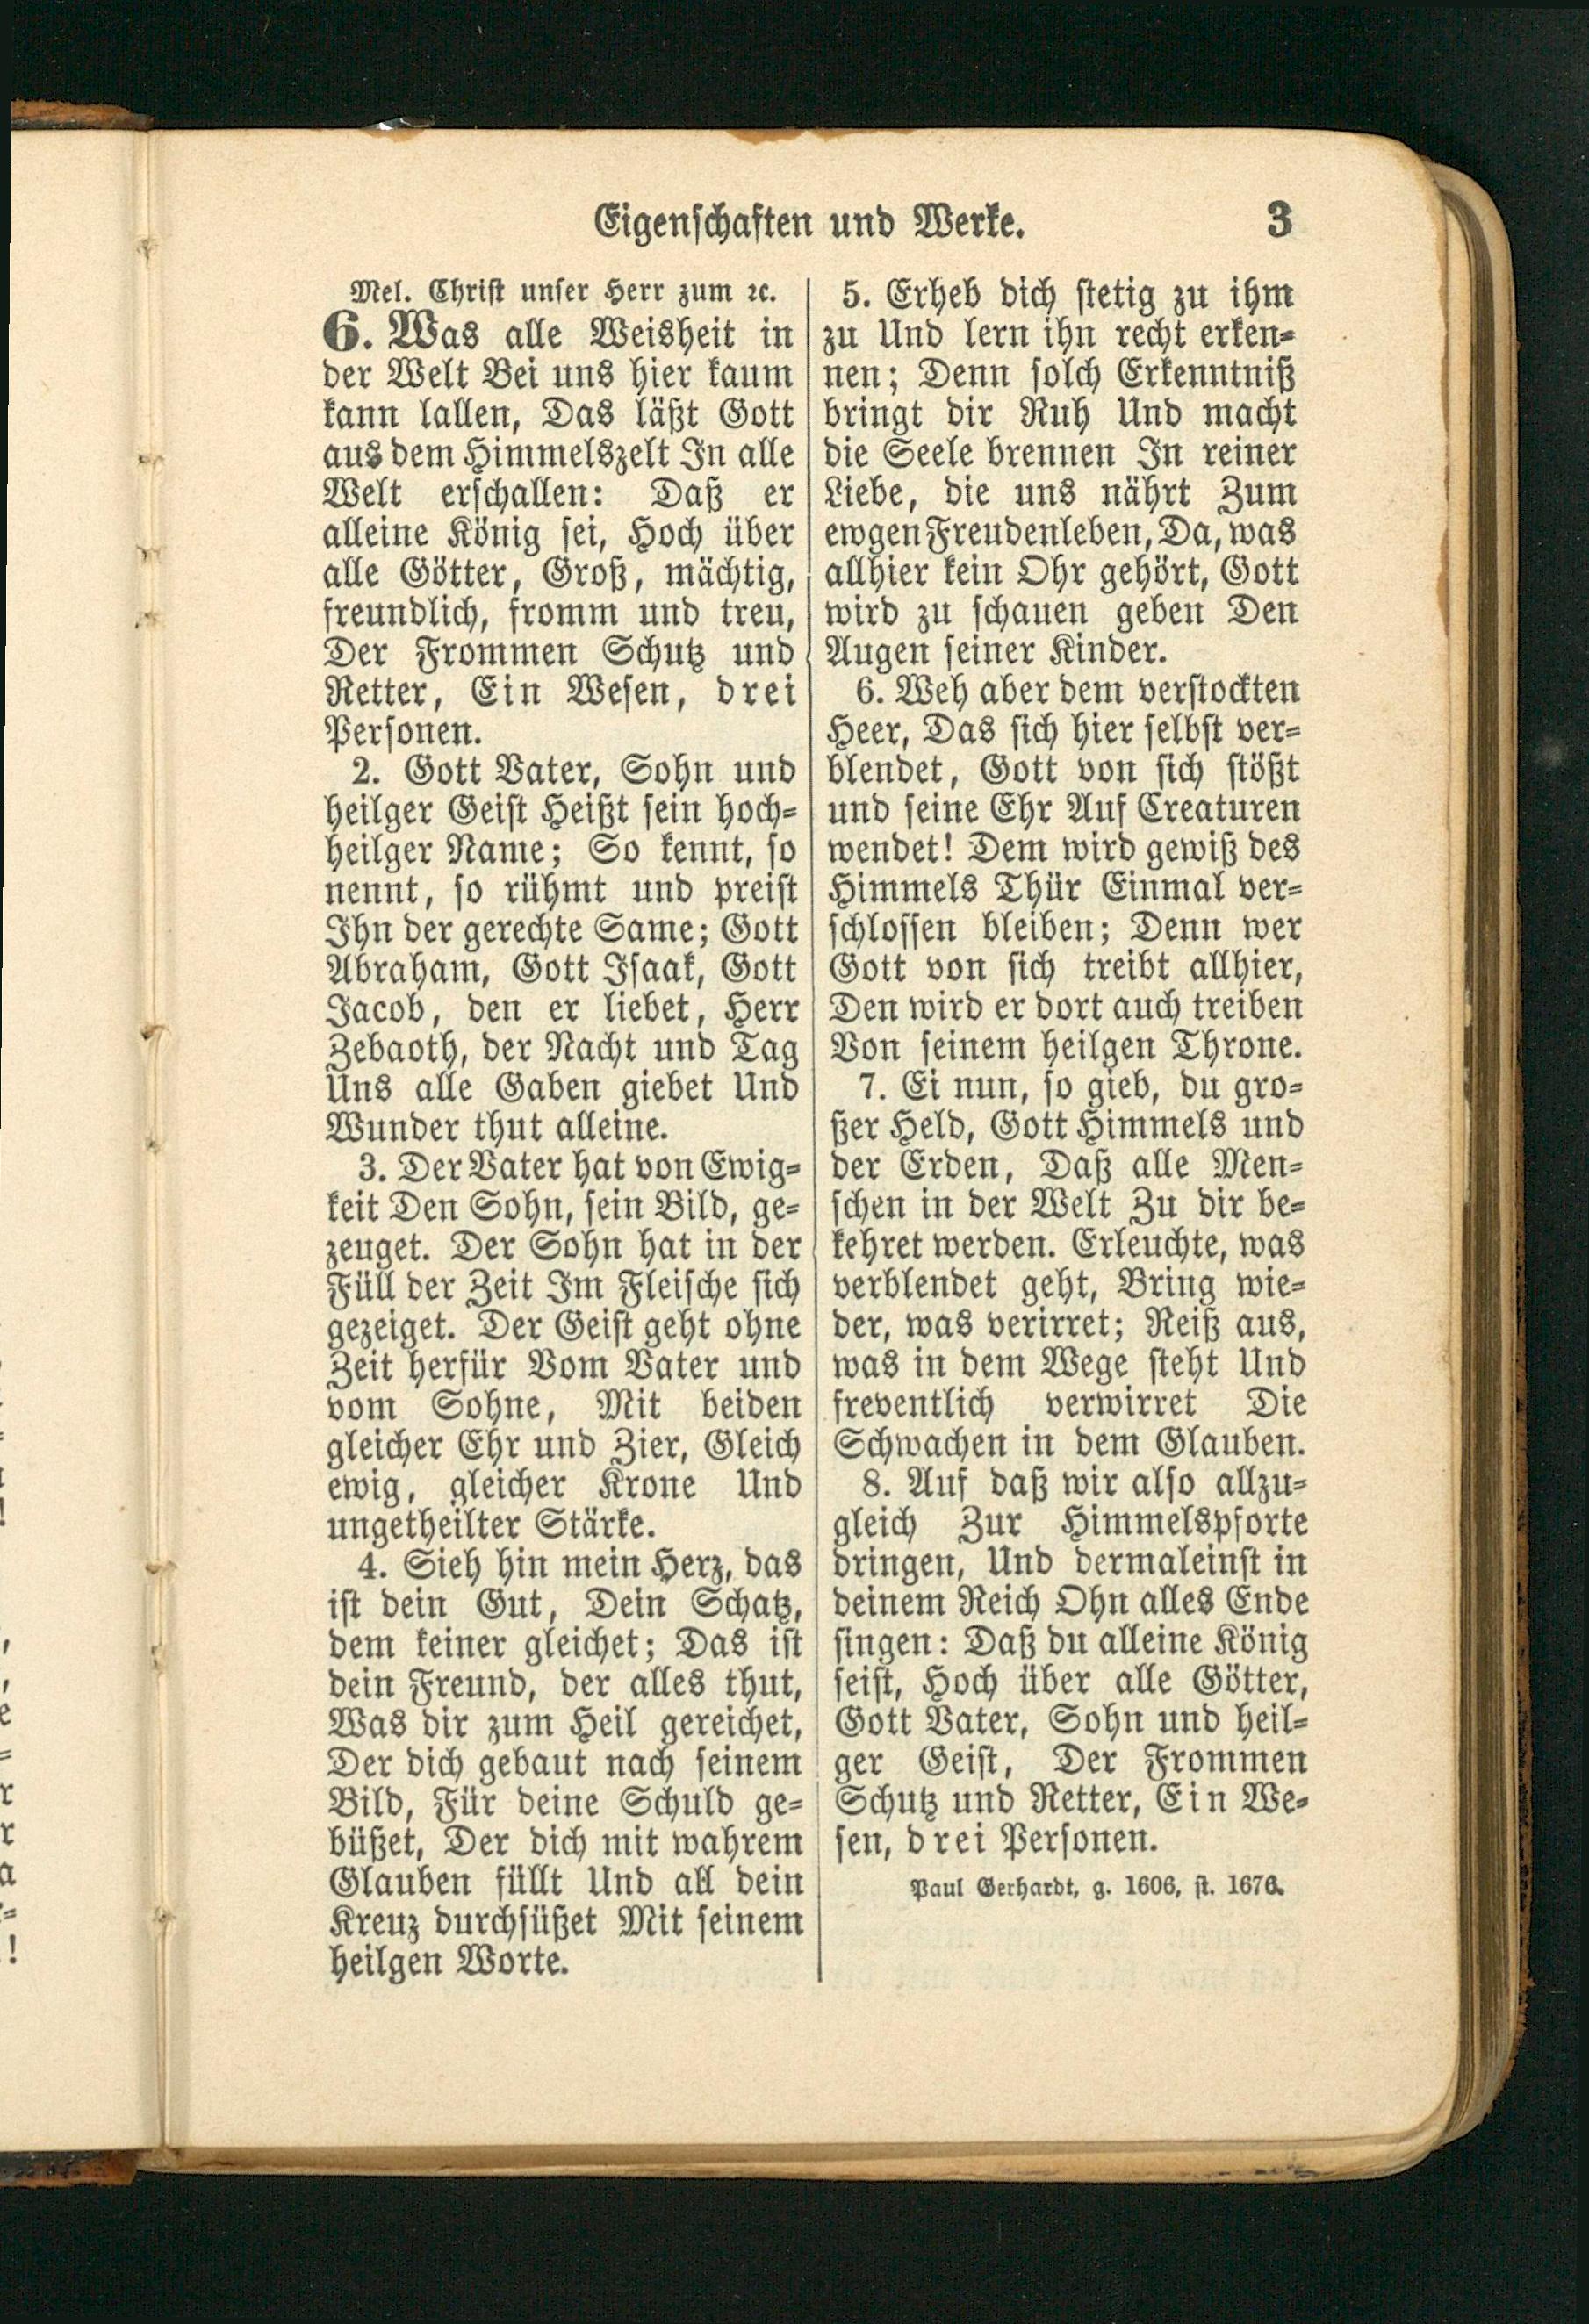 Eigenschaften und Werke. 3
Mel. Christ unser Herr zum ꝛc.
6. Was alle Weisheit in
der Welt Bei uns hier kaum
kann lallen, Das läßt Gott
aus dem Himmelszelt In alle
Welt erschallen: Daß er
alleine König sei, Hoch über
alle Götter, Groß, mächtig,
freundlich, fromm und treu,
Der Frommen Schutz und
Retter, Ein Wesen, drei
Personen.
2. Gott Vater, Sohn und
heilger Geist Heißt sein hoch=
heilger Name; So kennt, so
nennt, so rühmt und preist
Ihn der gerechte Same; Gott
Abraham, Gott Isaak, Gott
Jacob, den er liebet, Herr
Zebaoth, der Nacht und Tag
Uns alle Gaben giebet Und
Wunder thut alleine.
3. Der Vater hat von Ewig=
keit Den Sohn, sein Bild, ge=
zeuget. Der Sohn hat in der
Füll der Zeit Im Fleische sich
gezeiget. Der Geist geht ohne
Zeit herfür Vom Vater und
vom Sohne, Mit beiden
gleicher Ehr und Zier, Gleich
ewig, gleicher Krone Und
ungetheilter Stärke.
4. Sieh hin mein Herz, das
ist dein Gut, Dein Schatz,
dem keiner gleichet; Das ist
dein Freund, der alles thut,
Was dir zum Heil gereichet,
Der dich gebaut nach seinem
Bild, Für deine Schuld ge=
büßet, Der dich mit wahrem
Glauben füllt Und all dein
Kreuz durchsüßet Mit seinem
heilgen Worte.
5. Erheb dich stetig zu ihm
zu Und lern ihn recht erken=
nen; Denn solch Erkenntniß
bringt dir Ruh Und macht
die Seele brennen In reiner
Liebe, die uns nährt Zum
ewgen Freudenleben, Da, was
allhier kein Ohr gehört, Gott
wird zu schauen geben Den
Augen seiner Kinder.
6. Weh aber dem verstockten
Heer, Das sich hier selbst ver=
blendet, Gott von sich stößt
und seine Ehr Auf Creaturen
wendet! Dem wird gewiß des
Himmels Thür Einmal ver=
schlossen bleiben; Denn wer
Gott von sich treibt allhier,
Den wird er dort auch treiben
Von seinem heilgen Throne.
7. Ei nun, so gieb, du gro=
ßer Held, Gott Himmels und
der Erden, Daß alle Men=
schen in der Welt Zu dir be=
kehret werden. Erleuchte, was
verblendet geht, Bring wie=
der, was verirret; Reiß aus,
was in dem Wege steht Und
freventlich verwirret Die
Schwachen in dem Glauben.
8. Auf daß wir also allzu=
gleich Zur Himmelspforte
dringen, Und dermaleinst in
deinem Reich Ohn alles Ende
singen: Daß du alleine König
seist, Hoch über alle Götter,
Gott Vater, Sohn und heil=
ger Geist, Der Frommen
Schutz und Retter, Ein We=
sen, drei Personen.
Paul Gerhardt, g. 1606, st. 1676.